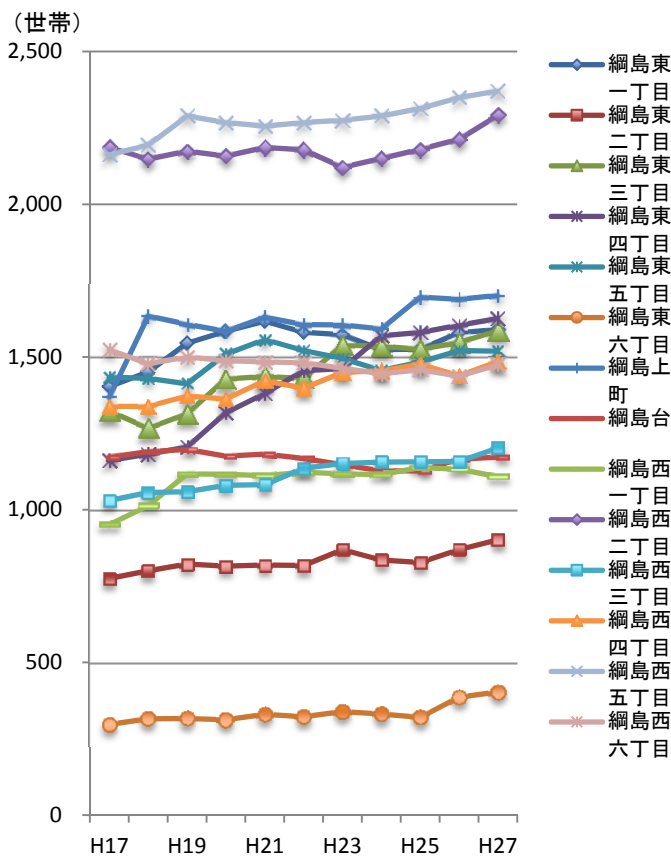 （世帯）
2,500
2,000
1,500
1,000
500
0
H17
H19
H21
H23
H25
H27
綱島東
一丁目
綱島東
二丁目
綱島東
三丁目
綱島東
四丁目
綱島東
五丁目
綱島東
六丁目
綱島上
町
綱島台
綱島西
一丁目
綱島西
二丁目
綱島西
三丁目
綱島西
四丁目
綱島西
五丁目
綱島西
六丁目